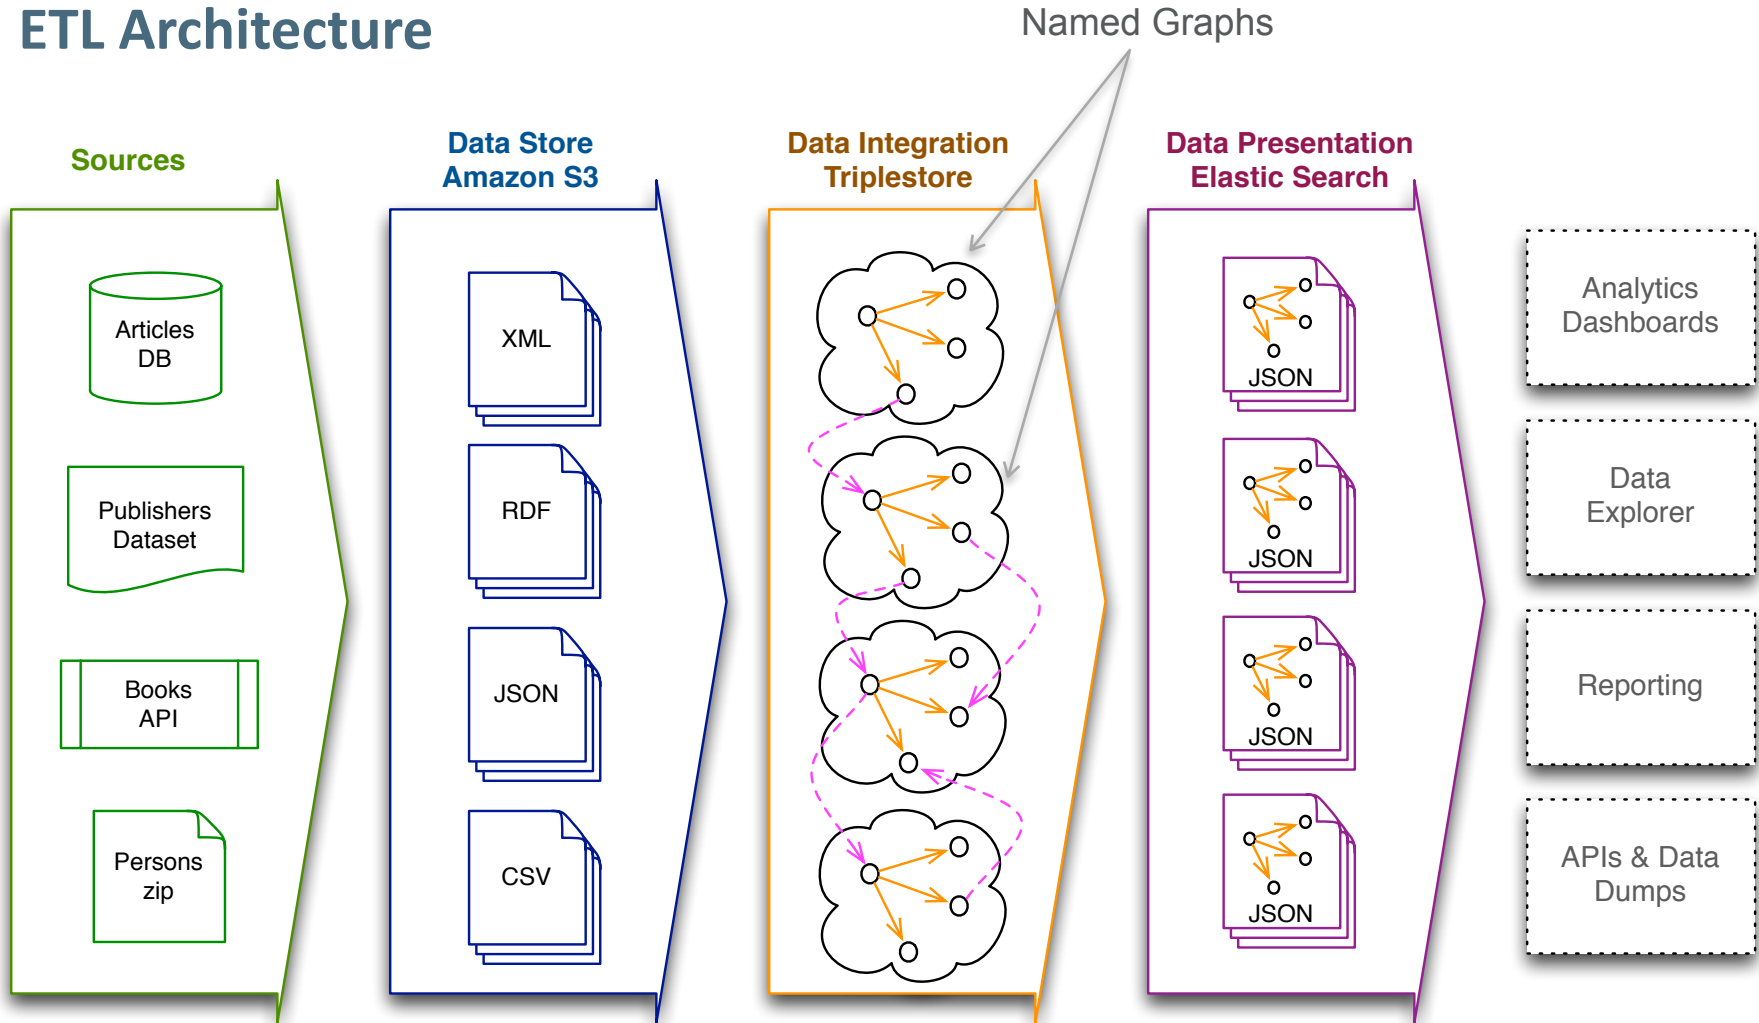 ETL Architecture
Named Graphs
Sources
Data Store
Amazon S3
Data Integration
Triplestore
Data Presentation
Elastic Search
Articles
DB
Publishers
Dataset
Books
API
Persons
zip
XML
RDF
JSON
CSV
JSON
JSON
JSON
JSON
Analytics
Dashboards
Data
Explorer
Reporting
APIs & Data
Dumps